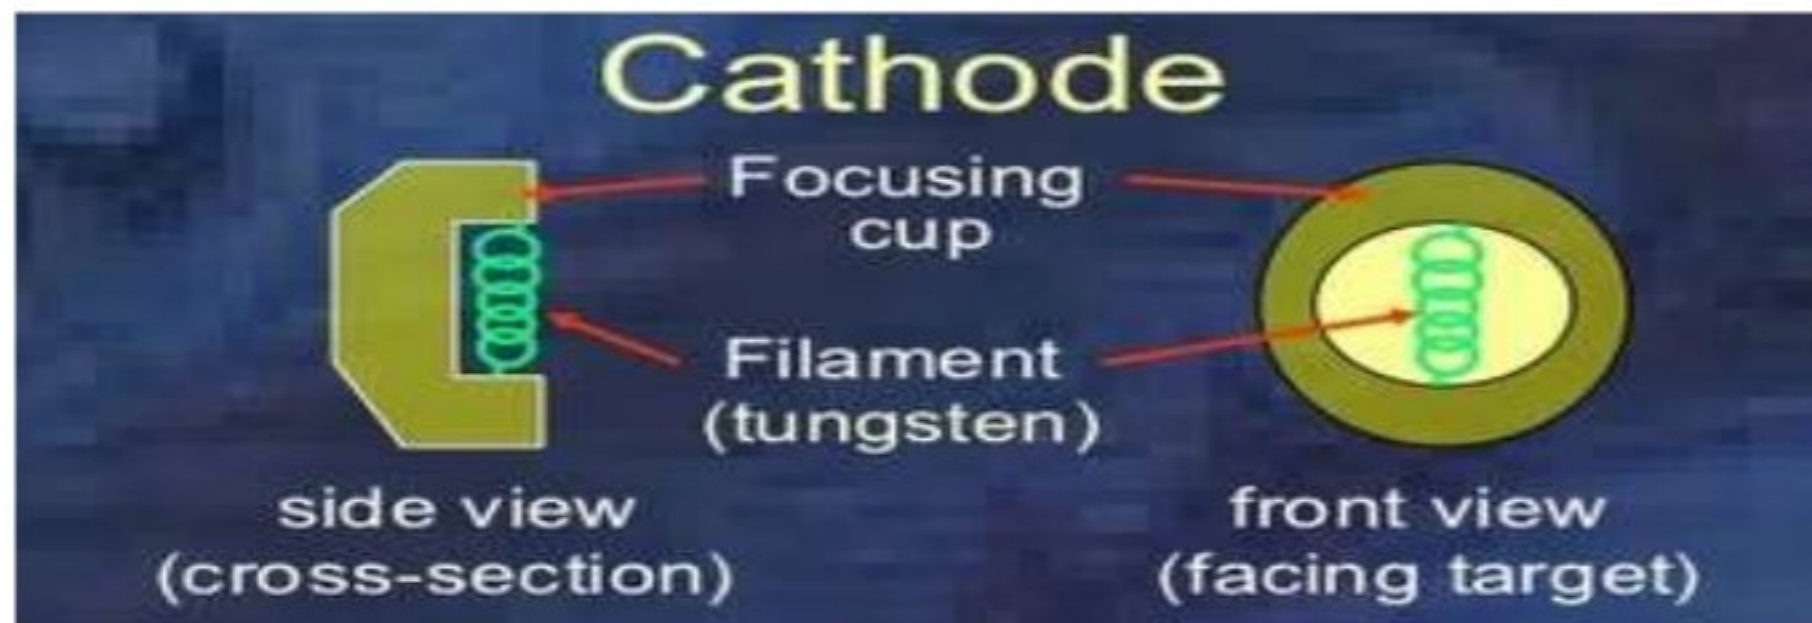 Cathode
Focusing
cup
Filament
(tungsten)
side view
(cross-section)
front view
(facing target)